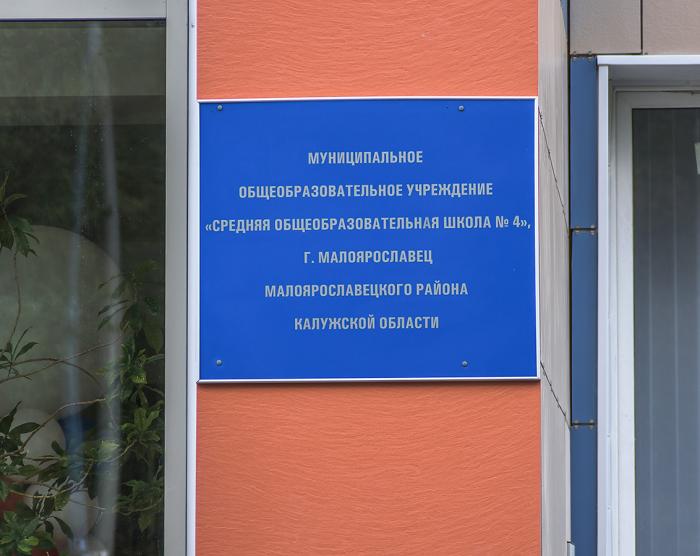 МУНИЦИПАЛЬНОЕ
ОБЩЕОБРАЗОВАТЕЛЬНОЕ УЧРЕЖДЕНИЕ
«СРЕДНЯЯ ОБЩЕОБРАЗОВАТЕЛЬНАЯ ШКОЛА № 4»,
Г. МАЛОЯРОСЛАВЕЦ
МАЛОЯРОСЛАВЕЦКОГО РАЙОНА
КАЛУЖСКОЙ ОБЛАСТИ